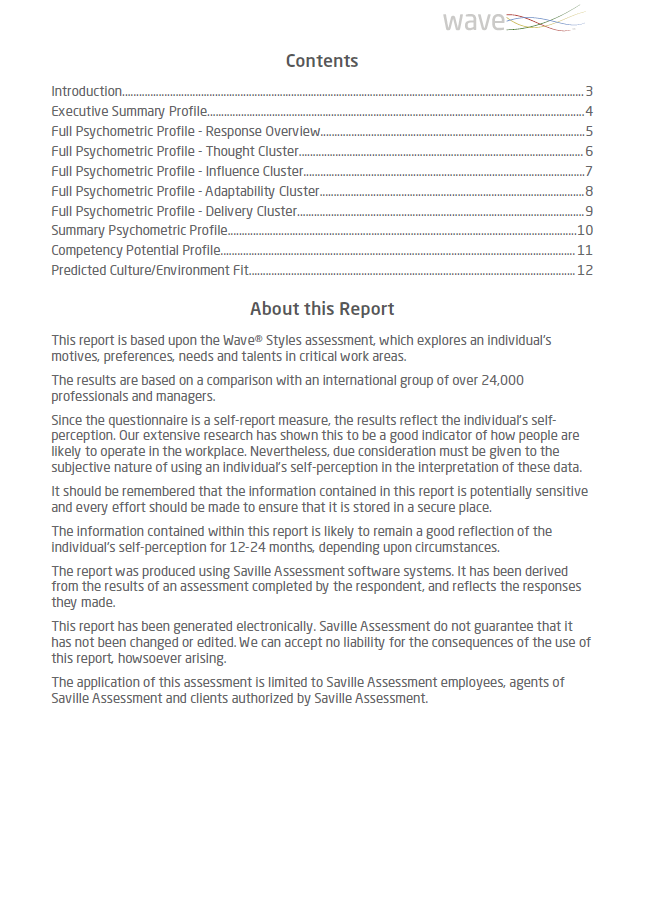 wave
Contents
Introduction........................................................................................................3
Executive Summary Profile........................................................................................................4
Full Psychometric Profile - Response Overview........................................................................................................5
Full Psychometric Profile - Thought Cluster........................................................................................................6
Full Psychometric Profile - Influence Cluster........................................................................................................7
Full Psychometric Profile - Adaptability Cluster........................................................................................................8
Full Psychometric Profile - Delivery Cluster........................................................................................................9
Summary Psychometric Profile........................................................................................................10
Competency Potential Profile........................................................................................................11
Predicted Culture/Environment Fit........................................................................................................12
About this Report
This report is based upon the Wave® Styles assessment, which explores an individual's
motives, preferences, needs and talents in critical work areas.
The results are based on a comparison with an international group of over 24,000
professionals and managers.
Since the questionnaire is a self-report measure, the results reflect the individual's self-
perception. Our extensive research has shown this to be a good indicator of how people are
likely to operate in the workplace. Nevertheless, due consideration must be given to the
subjective nature of using an individual's self-perception in the interpretation of these data.
It should be remembered that the information contained in this report is potentially sensitive
and every effort should be made to ensure that it is stored in a secure place.
The information contained within this report is likely to remain a good reflection of the
individual's self-perception for 12-24 months, depending upon circumstances.
The report was produced using Saville Assessment software systems. It has been derived
from the results of an assessment completed by the respondent, and reflects the responses
they made.
This report has been generated electronically. Saville Assessment do not guarantee that it
has not been changed or edited. We can accept no liability for the consequences of the use of
this report, howsoever arising.
The application of this assessment is limited to Saville Assessment employees, agents of
Saville Assessment and clients authorized by Saville Assessment.